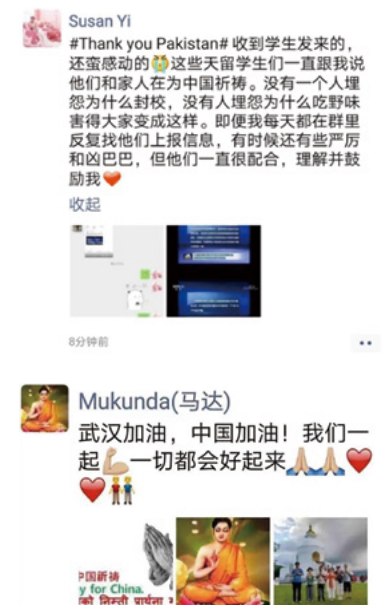 Susan Yi
#Thank you Pakistan# 收到学生发来的，
还蛮感动的😭这些天留学生们一直跟我说
他们和家人在为中国祈祷。没有一个人埋
怨为什么封校，没有人埋怨为什么吃野味
害得大家变成这样。即便我每天都在群里
反复找他们上报信息，有时候还有些严厉
和凶巴巴，但他们一直很配合，理解并鼓
励我❤️
收起
8分钟前
Mukunda(马达)
武汉加油，中国加油！我们一
起💪🏼一切都会好起来🙏🏼🙏🏼❤️
❤️👬
中国祈祷
y for China.
को निस्ती प्रार्थना